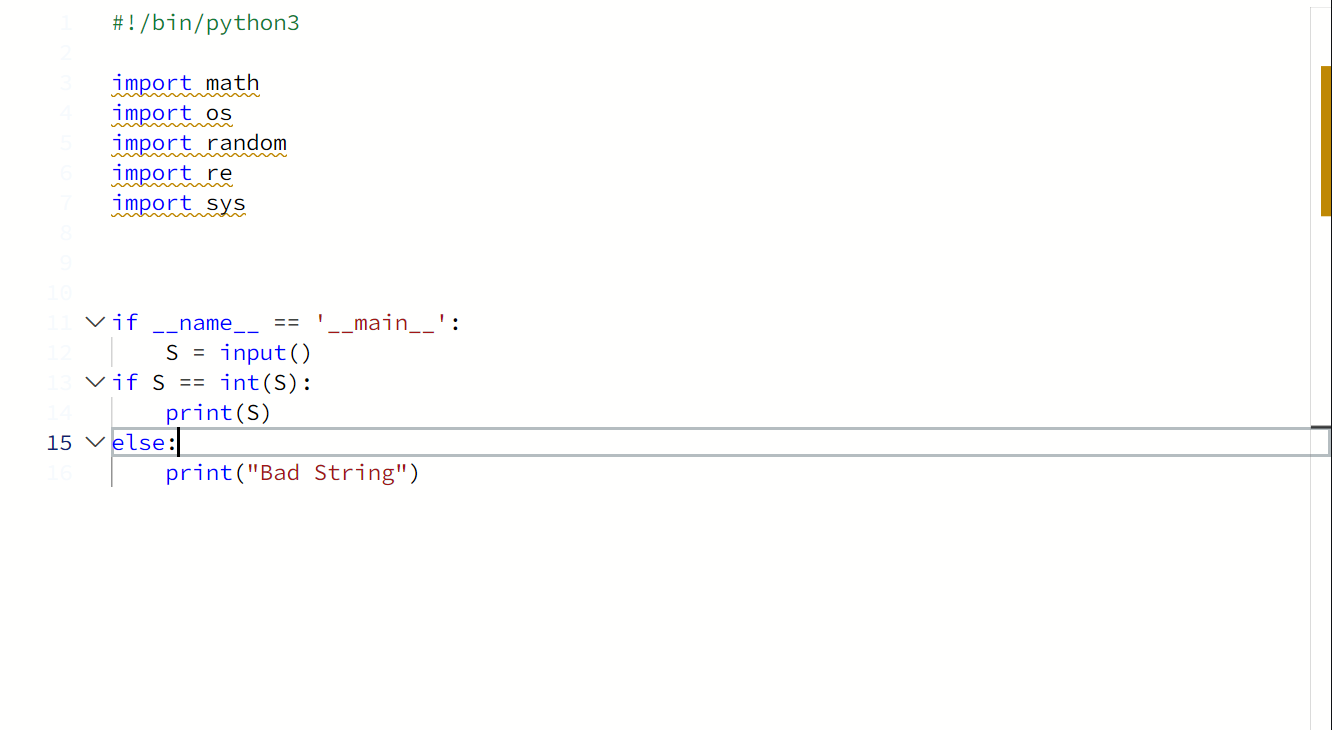 1 #!/bin/python3
2
3 import math
4 import os
5 import random
6 import re
7 import sys
8
9
10
11 if __name__ == '__main__':
12     S = input()
13 if S == int(S):
14     print(S)
15 else:
16     print("Bad String")